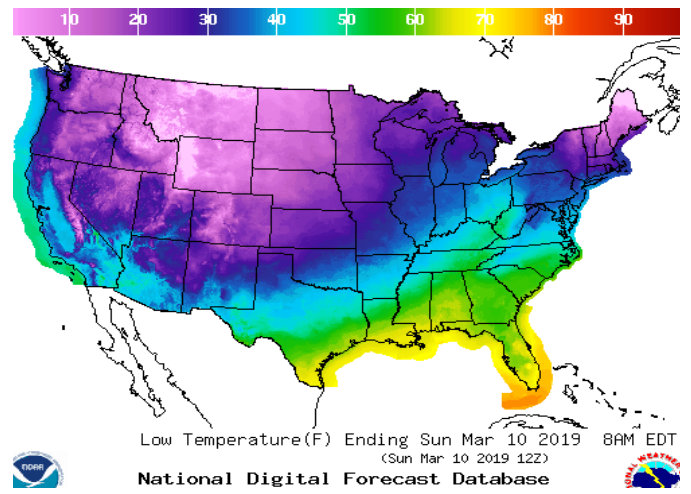 10 20 30 40 50 60 70 80 90
Low Temperature(F) Ending Sun Mar 10 2019 8AM EDT
(Sun Mar 10 2019 12Z)
National Digital Forecast Database
NOAA